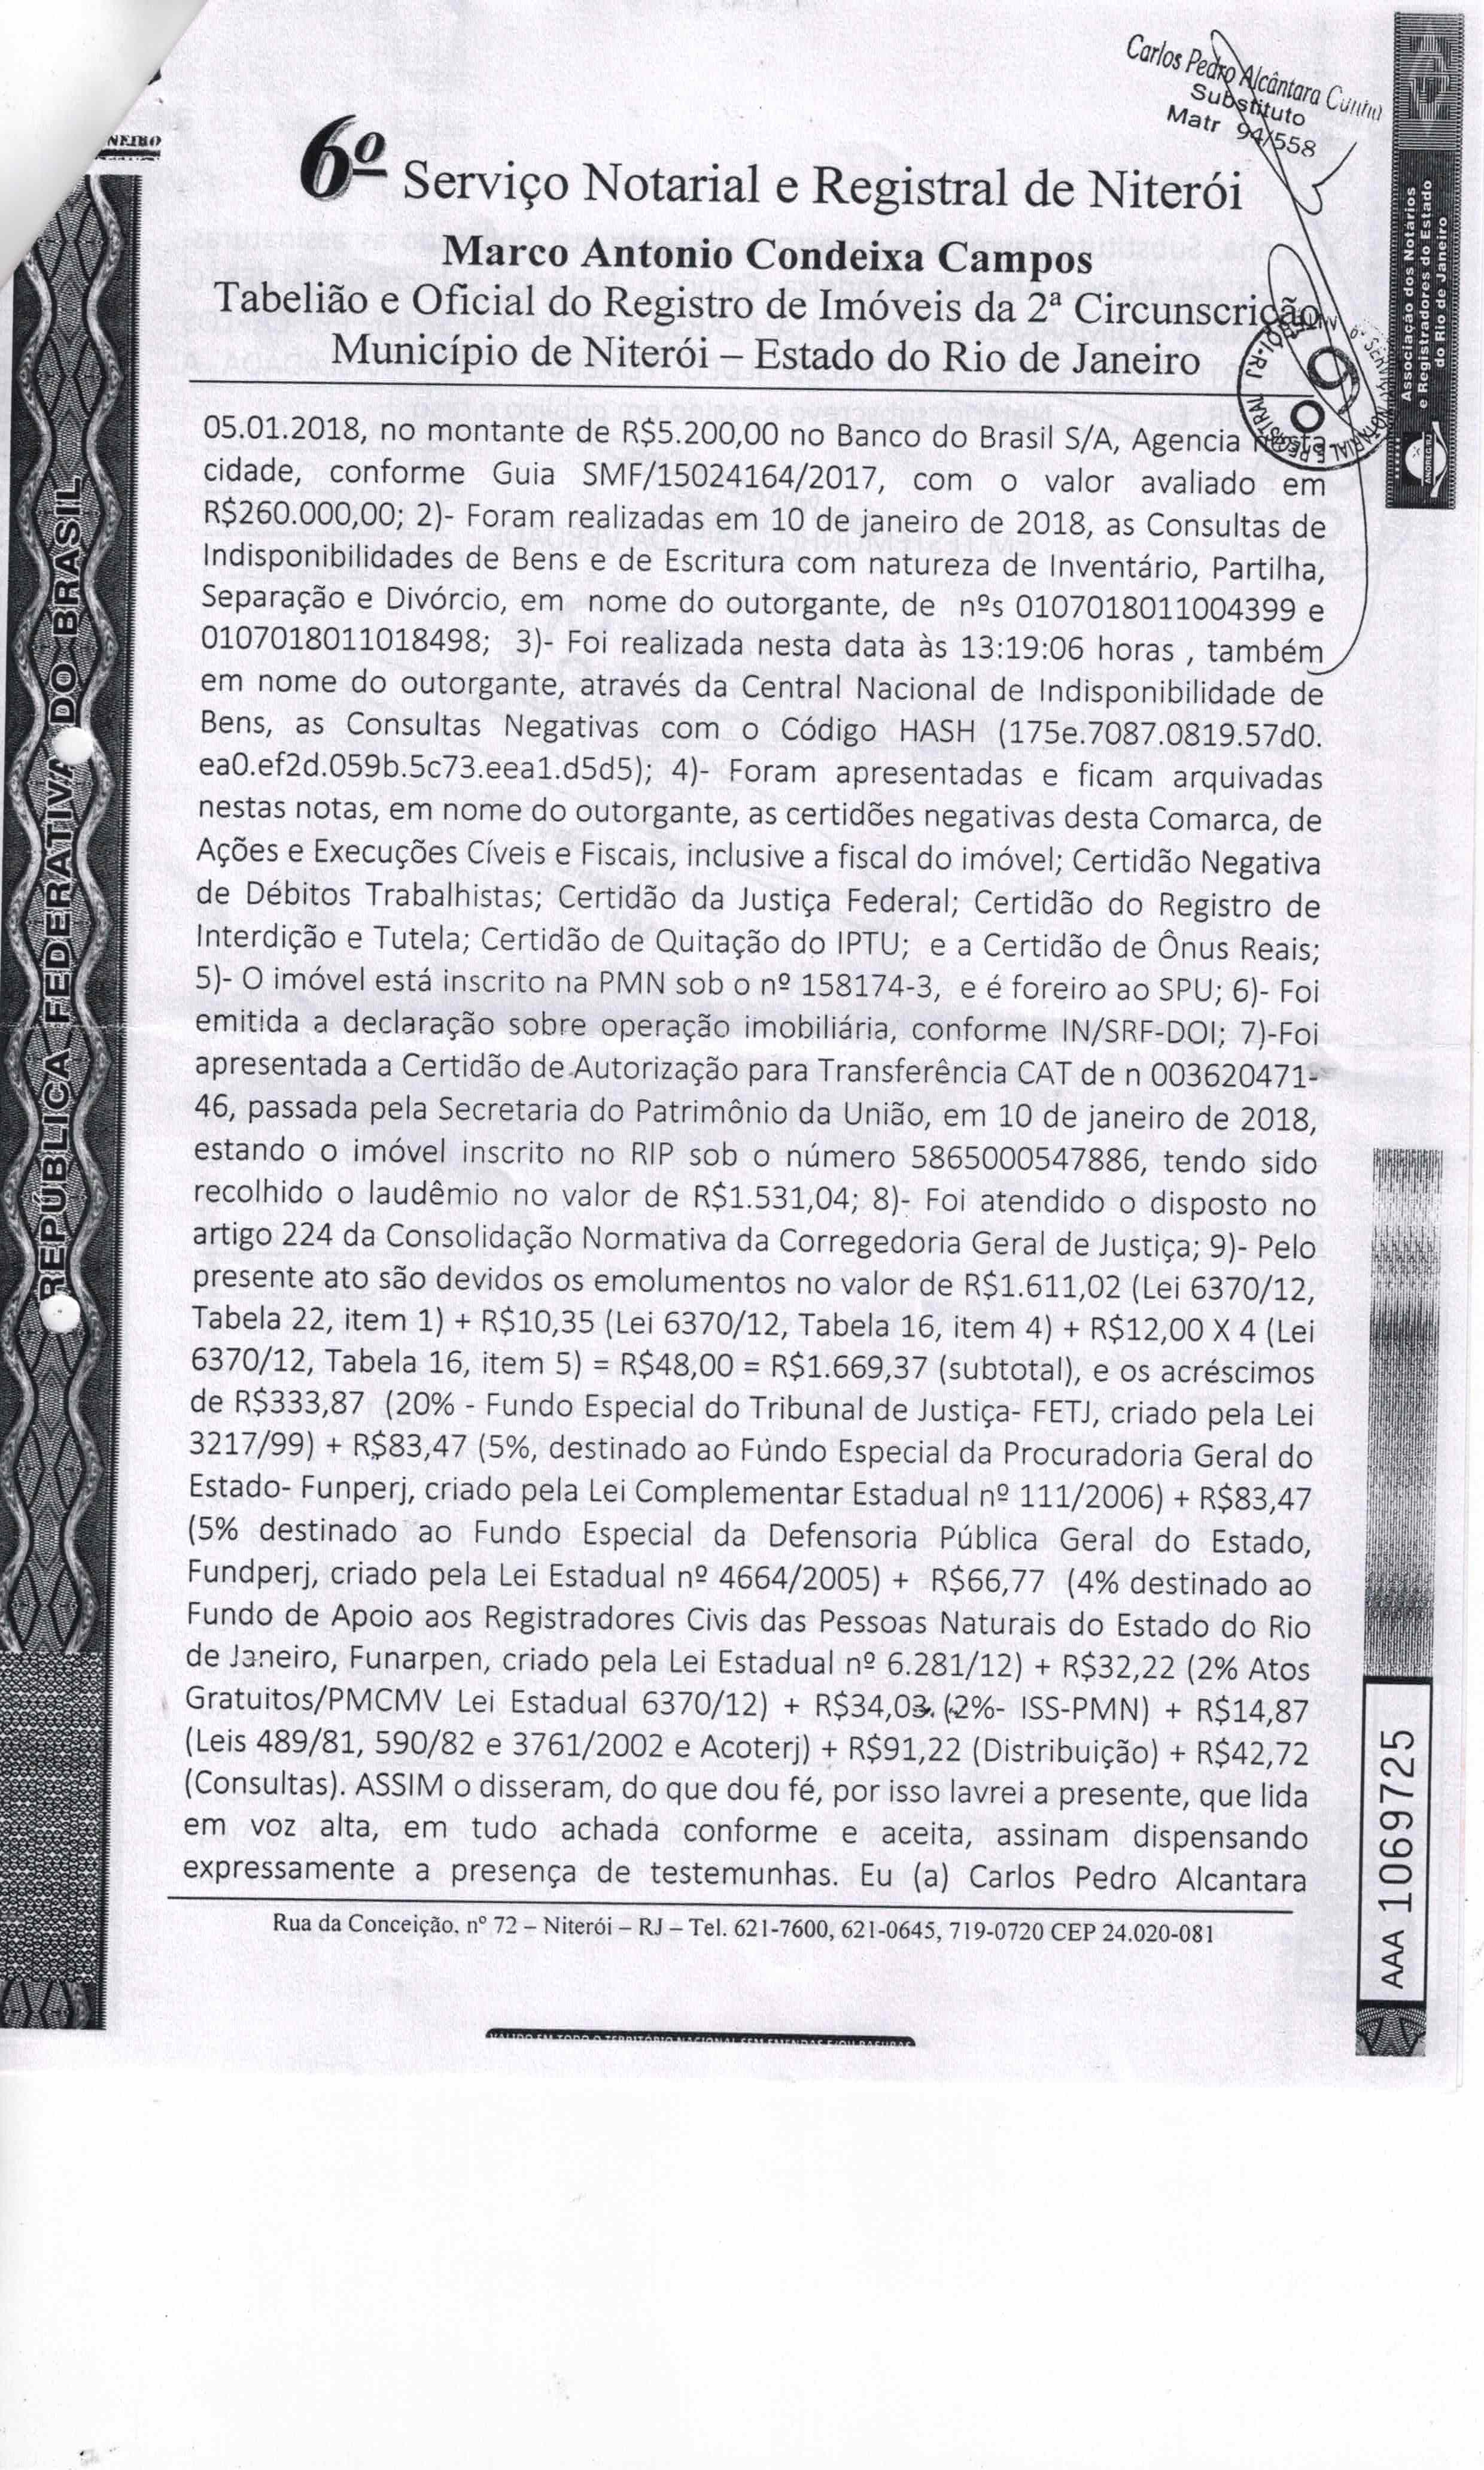 Carlos Pedro Alcântara Cunha
Substituto
Matr 94/558
NEIRO
6º Serviço Notarial e Registral de Niterói
Marco Antonio Condeixa Campos
Tabelião e Oficial do Registro de Imóveis da 2ª Circunscrição
Município de Niterói – Estado do Rio de Janeiro
05.01.2018, no montante de R$5.200,00 no Banco do Brasil S/A, Agencia Nesta
cidade, conforme Guia SMF/15024164/2017, com o valor avaliado em
R$260.000,00; 2)- Foram realizadas em 10 de janeiro de 2018, as Consultas de
Indisponibilidades de Bens e de Escritura com natureza de Inventário, Partilha,
Separação e Divórcio, em nome do outorgante, de nºs 0107018011004399 e
0107018011018498; 3)- Foi realizada nesta data às 13:19:06 horas , também
em nome do outorgante, através da Central Nacional de Indisponibilidade de
Bens, as Consultas Negativas com o Código HASH (175e.7087.0819.57d0.
ea0.ef2d.059b.5c73.eea1.d5d5); 4)- Foram apresentadas e ficam arquivadas
nestas notas, em nome do outorgante, as certidões negativas desta Comarca, de
Ações e Execuções Cíveis e Fiscais, inclusive a fiscal do imóvel; Certidão Negativa
de Débitos Trabalhistas; Certidão da Justiça Federal; Certidão do Registro de
Interdição e Tutela; Certidão de Quitação do IPTU; e a Certidão de Ônus Reais;
5)- O imóvel está inscrito na PMN sob o nº 158174-3, e é foreiro ao SPU; 6)- Foi
emitida a declaração sobre operação imobiliária, conforme IN/SRF-DOI; 7)-Foi
apresentada a Certidão de Autorização para Transferência CAT de n 003620471-
46, passada pela Secretaria do Patrimônio da União, em 10 de janeiro de 2018,
estando o imóvel inscrito no RIP sob o número 5865000547886, tendo sido
recolhido o laudêmio no valor de R$1.531,04; 8)- Foi atendido o disposto no
artigo 224 da Consolidação Normativa da Corregedoria Geral de Justiça; 9)- Pelo
presente ato são devidos os emolumentos no valor de R$1.611,02 (Lei 6370/12,
Tabela 22, item 1) + R$10,35 (Lei 6370/12, Tabela 16, item 4) + R$12,00 X 4 (Lei
6370/12, Tabela 16, item 5) = R$48,00 = R$1.669,37 (subtotal), e os acréscimos
de R$333,87 (20% - Fundo Especial do Tribunal de Justiça- FETJ, criado pela Lei
3217/99) + R$83,47 (5%, destinado ao Fundo Especial da Procuradoria Geral do
Estado- Funperj, criado pela Lei Complementar Estadual nº 111/2006) + R$83,47
(5% destinado ao Fundo Especial da Defensoria Pública Geral do Estado,
Fundperj, criado pela Lei Estadual nº 4664/2005) + R$66,77 (4% destinado ao
Fundo de Apoio aos Registradores Civis das Pessoas Naturais do Estado do Rio
de Janeiro, Funarpen, criado pela Lei Estadual nº 6.281/12) + R$32,22 (2% Atos
Gratuitos/PMCMV Lei Estadual 6370/12) + R$34,03. (2%- ISS-PMN) + R$14,87
(Leis 489/81, 590/82 e 3761/2002 e Acoterj) + R$91,22 (Distribuição) + R$42,72
(Consultas). ASSIM o disseram, do que dou fé, por isso lavrei a presente, que lida
em voz alta, em tudo achada conforme e aceita, assinam dispensando
expressamente a presença de testemunhas. Eu (a) Carlos Pedro Alcantara
Rua da Conceição, nº 72 – Niterói – RJ – Tel. 621-7600, 621-0645, 719-0720 CEP 24.020-081
VALIDO EM TODO O TERRITÓRIO NACIONAL SEM EMENDAS E/OU RASURAS
REPÚBLICA FEDERATIVA DO BRASIL
Associação dos Notários
e Registradores do Estado
do Rio de Janeiro
ANOREG/RJ
AAA 1069725